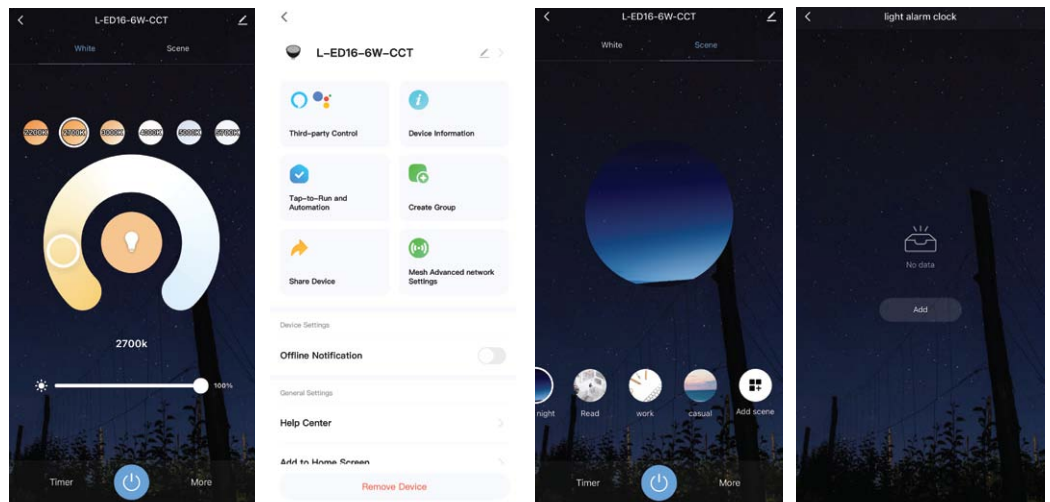 L-ED16-6W-CCT
White Scene
2200K 2700K 3000K 4000K 5000K 5700K
2700k
100%
Timer More
L-ED16-6W-CCT
Third-party Control Device Information
Tap-to-Run and
Automation
Create Group
Share Device
Mesh Advanced network
Settings
Device Settings
Offline Notification
General Settings
Help Center
Add to Home Screen
Remove Device
L-ED16-6W-CCT
White Scene
night Read work casual Add scene
Timer More
light alarm clock
No data
Add